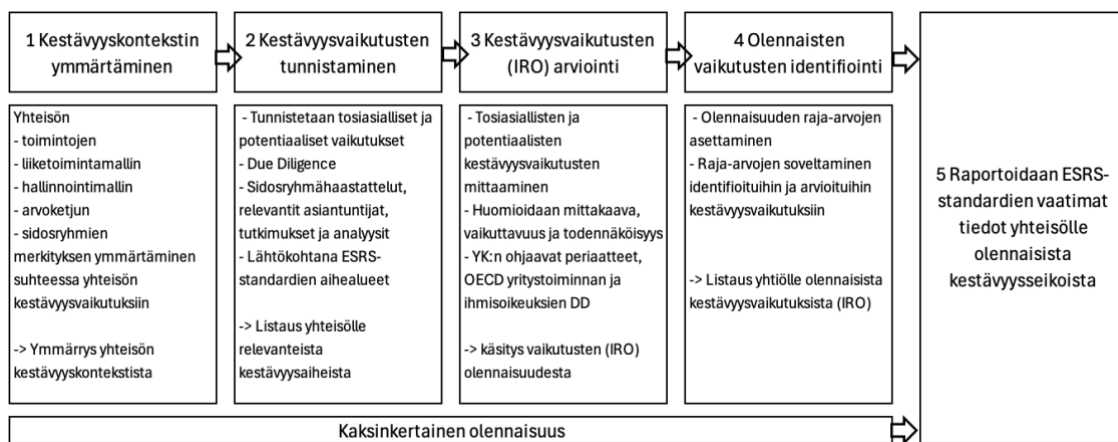 1 Kestävyyskontekstin
ymmärtäminen
2 Kestävyysvaikutusten
tunnistaminen
3 Kestävyysvaikutusten
(IRO) arviointi
4 Olennaisten
vaikutusten identifiointi
Yhteisön
- toimintojen
- liiketoimintamallin
- hallinnointimallin
- arvoketjun
- sidosryhmien
merkityksen ymmärtäminen
suhteessa yhteisön
kestävyysvaikutuksiin
-> Ymmärrys yhteisön
kestävyyskontekstista
- Tunnistetaan tosiasialliset ja
potentiaaliset vaikutukset
- Due Diligence
- Sidosryhmähaastattelut,
relevantit asiantuntijat,
tutkimukset ja analyysit
- Lähtökohtana ESRS-
standardien aihealueet
-> Listaus yhteisölle
relevanteista
kestävyysaiheista
- Tosiasiallisten ja
potentiaalisten
kestävyysvaikutusten
mittaaminen
- Huomioidaan mittakaava,
vaikuttavuus ja todennäköisyys
- YK:n ohjaavat periaatteet,
OECD yritystoiminnan ja
ihmisoikeuksien DD
-> käsitys vaikutusten (IRO)
olennaisuudesta
- Olennaisuuden raja-arvojen
asettaminen
- Raja-arvojen soveltaminen
identifioituihin ja arvioituihin
kestävyysvaikutuksiin
-> Listaus yhtiölle olennaisista
kestävyysvaikutuksista (IRO)
5 Raportoidaan ESRS-
standardien vaatimat
tiedot yhteisölle
olennaisista
kestävyysseikoista
Kaksinkertainen olennaisuus